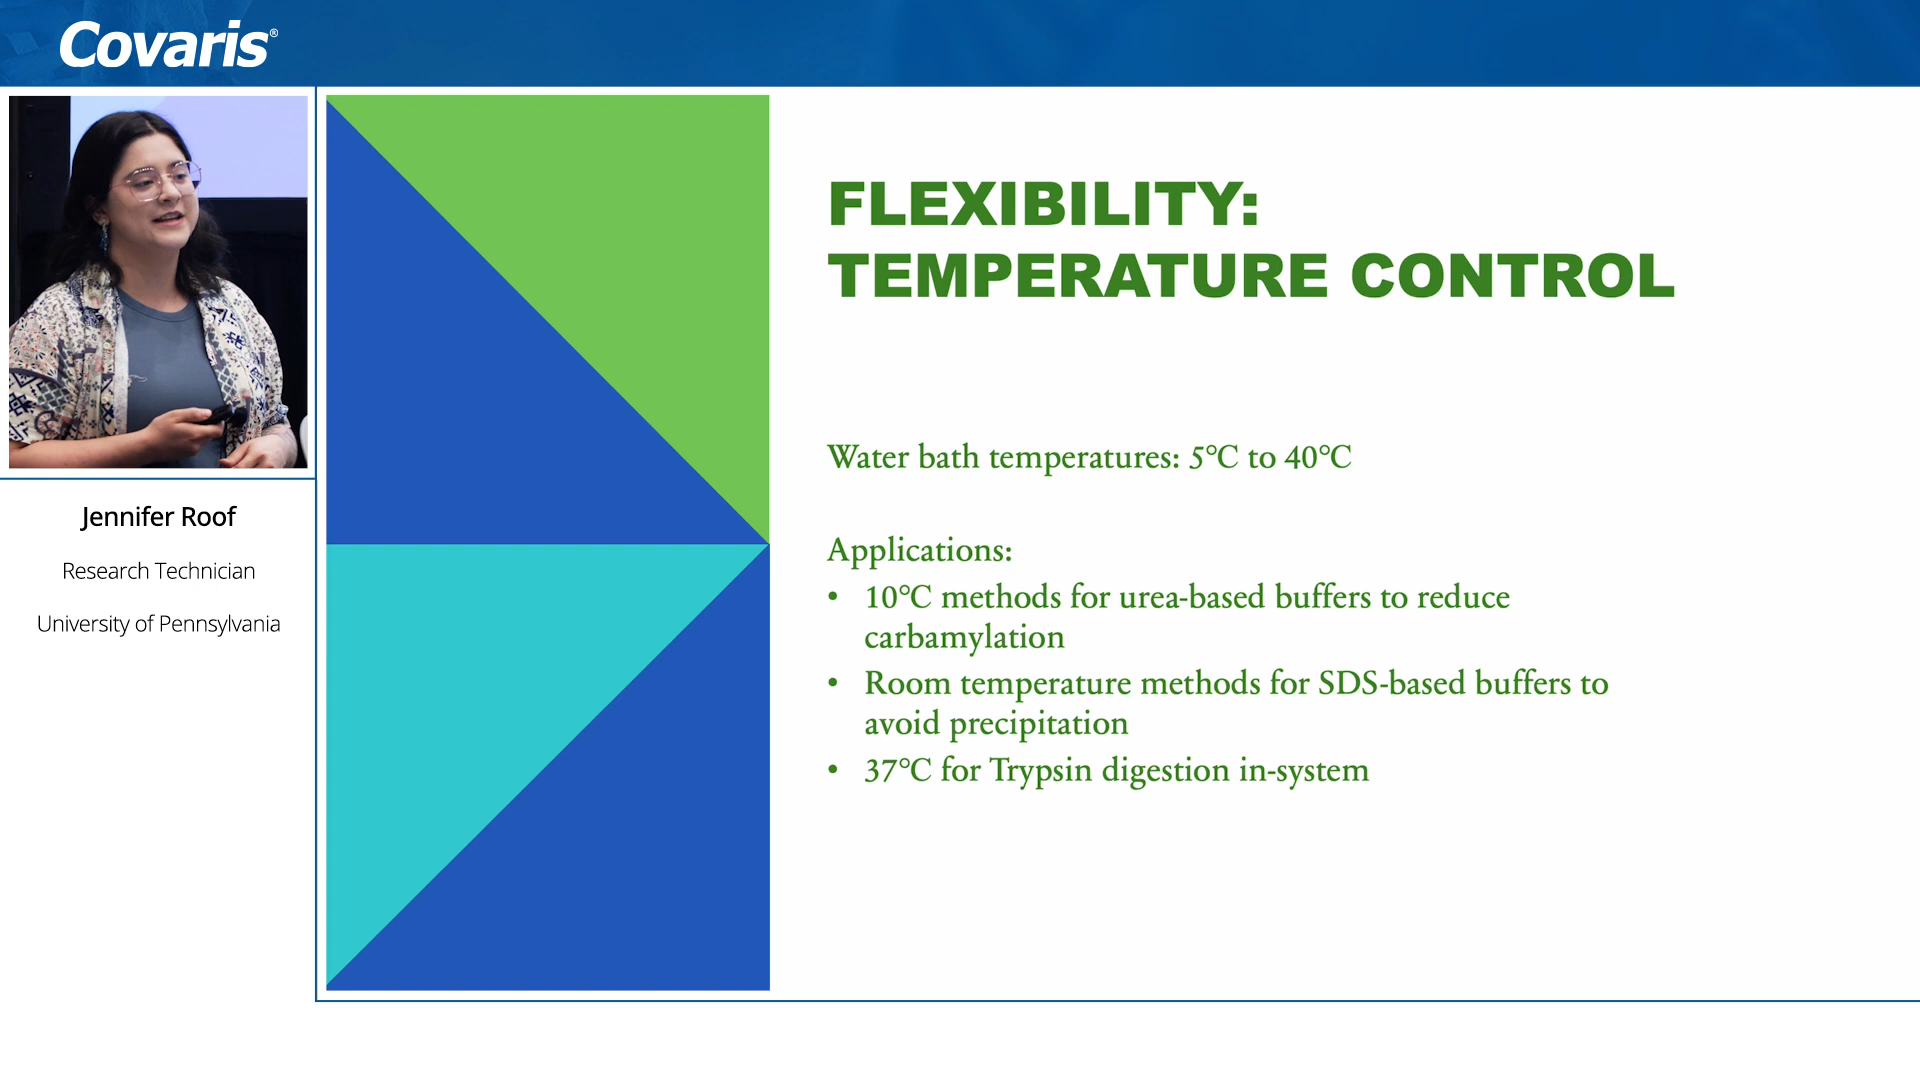 Covaris®
Jennifer Roof
Research Technician
University of Pennsylvania
FLEXIBILITY:
TEMPERATURE CONTROL
Water bath temperatures: 5°C to 40°C
Applications:
• 10°C methods for urea-based buffers to reduce
carbamylation
• Room temperature methods for SDS-based buffers to
avoid precipitation
• 37°C for Trypsin digestion in-system